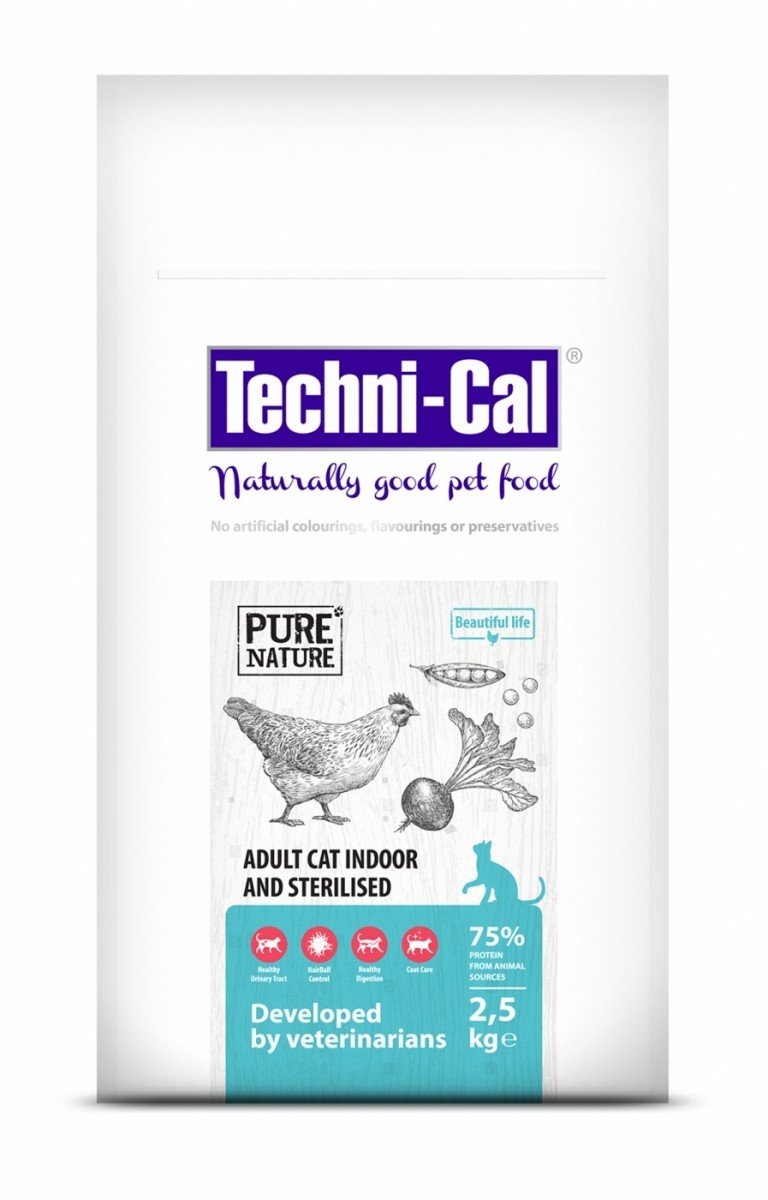 Techni-Cal
®
Naturally good pet food
No artificial colourings, flavourings or preservatives
PURE
NATURE
Beautiful life
ADULT CAT INDOOR
AND STERILISED
Healthy
Urinary Tract
HairBall
Control
Healthy
Digestion
Coat Care
75%
PROTEIN
FROM ANIMAL
SOURCES
Developed
by veterinarians
2,5
kg℮